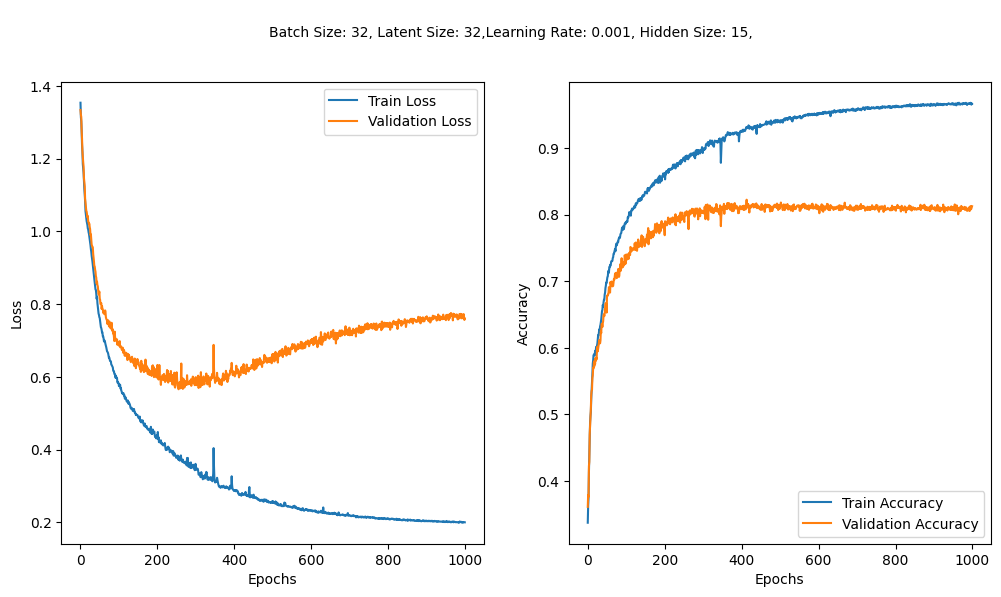 Batch Size: 32, Latent Size: 32,Learning Rate: 0.001, Hidden Size: 15,
1.4
1.2
1.0
0.8
0.6
0.4
0.2
Loss
Train Loss
Validation Loss
0
200
400
600
800
1000
Epochs
0.9
0.8
0.7
0.6
0.5
0.4
Accuracy
Train Accuracy
Validation Accuracy
0
200
400
600
800
1000
Epochs